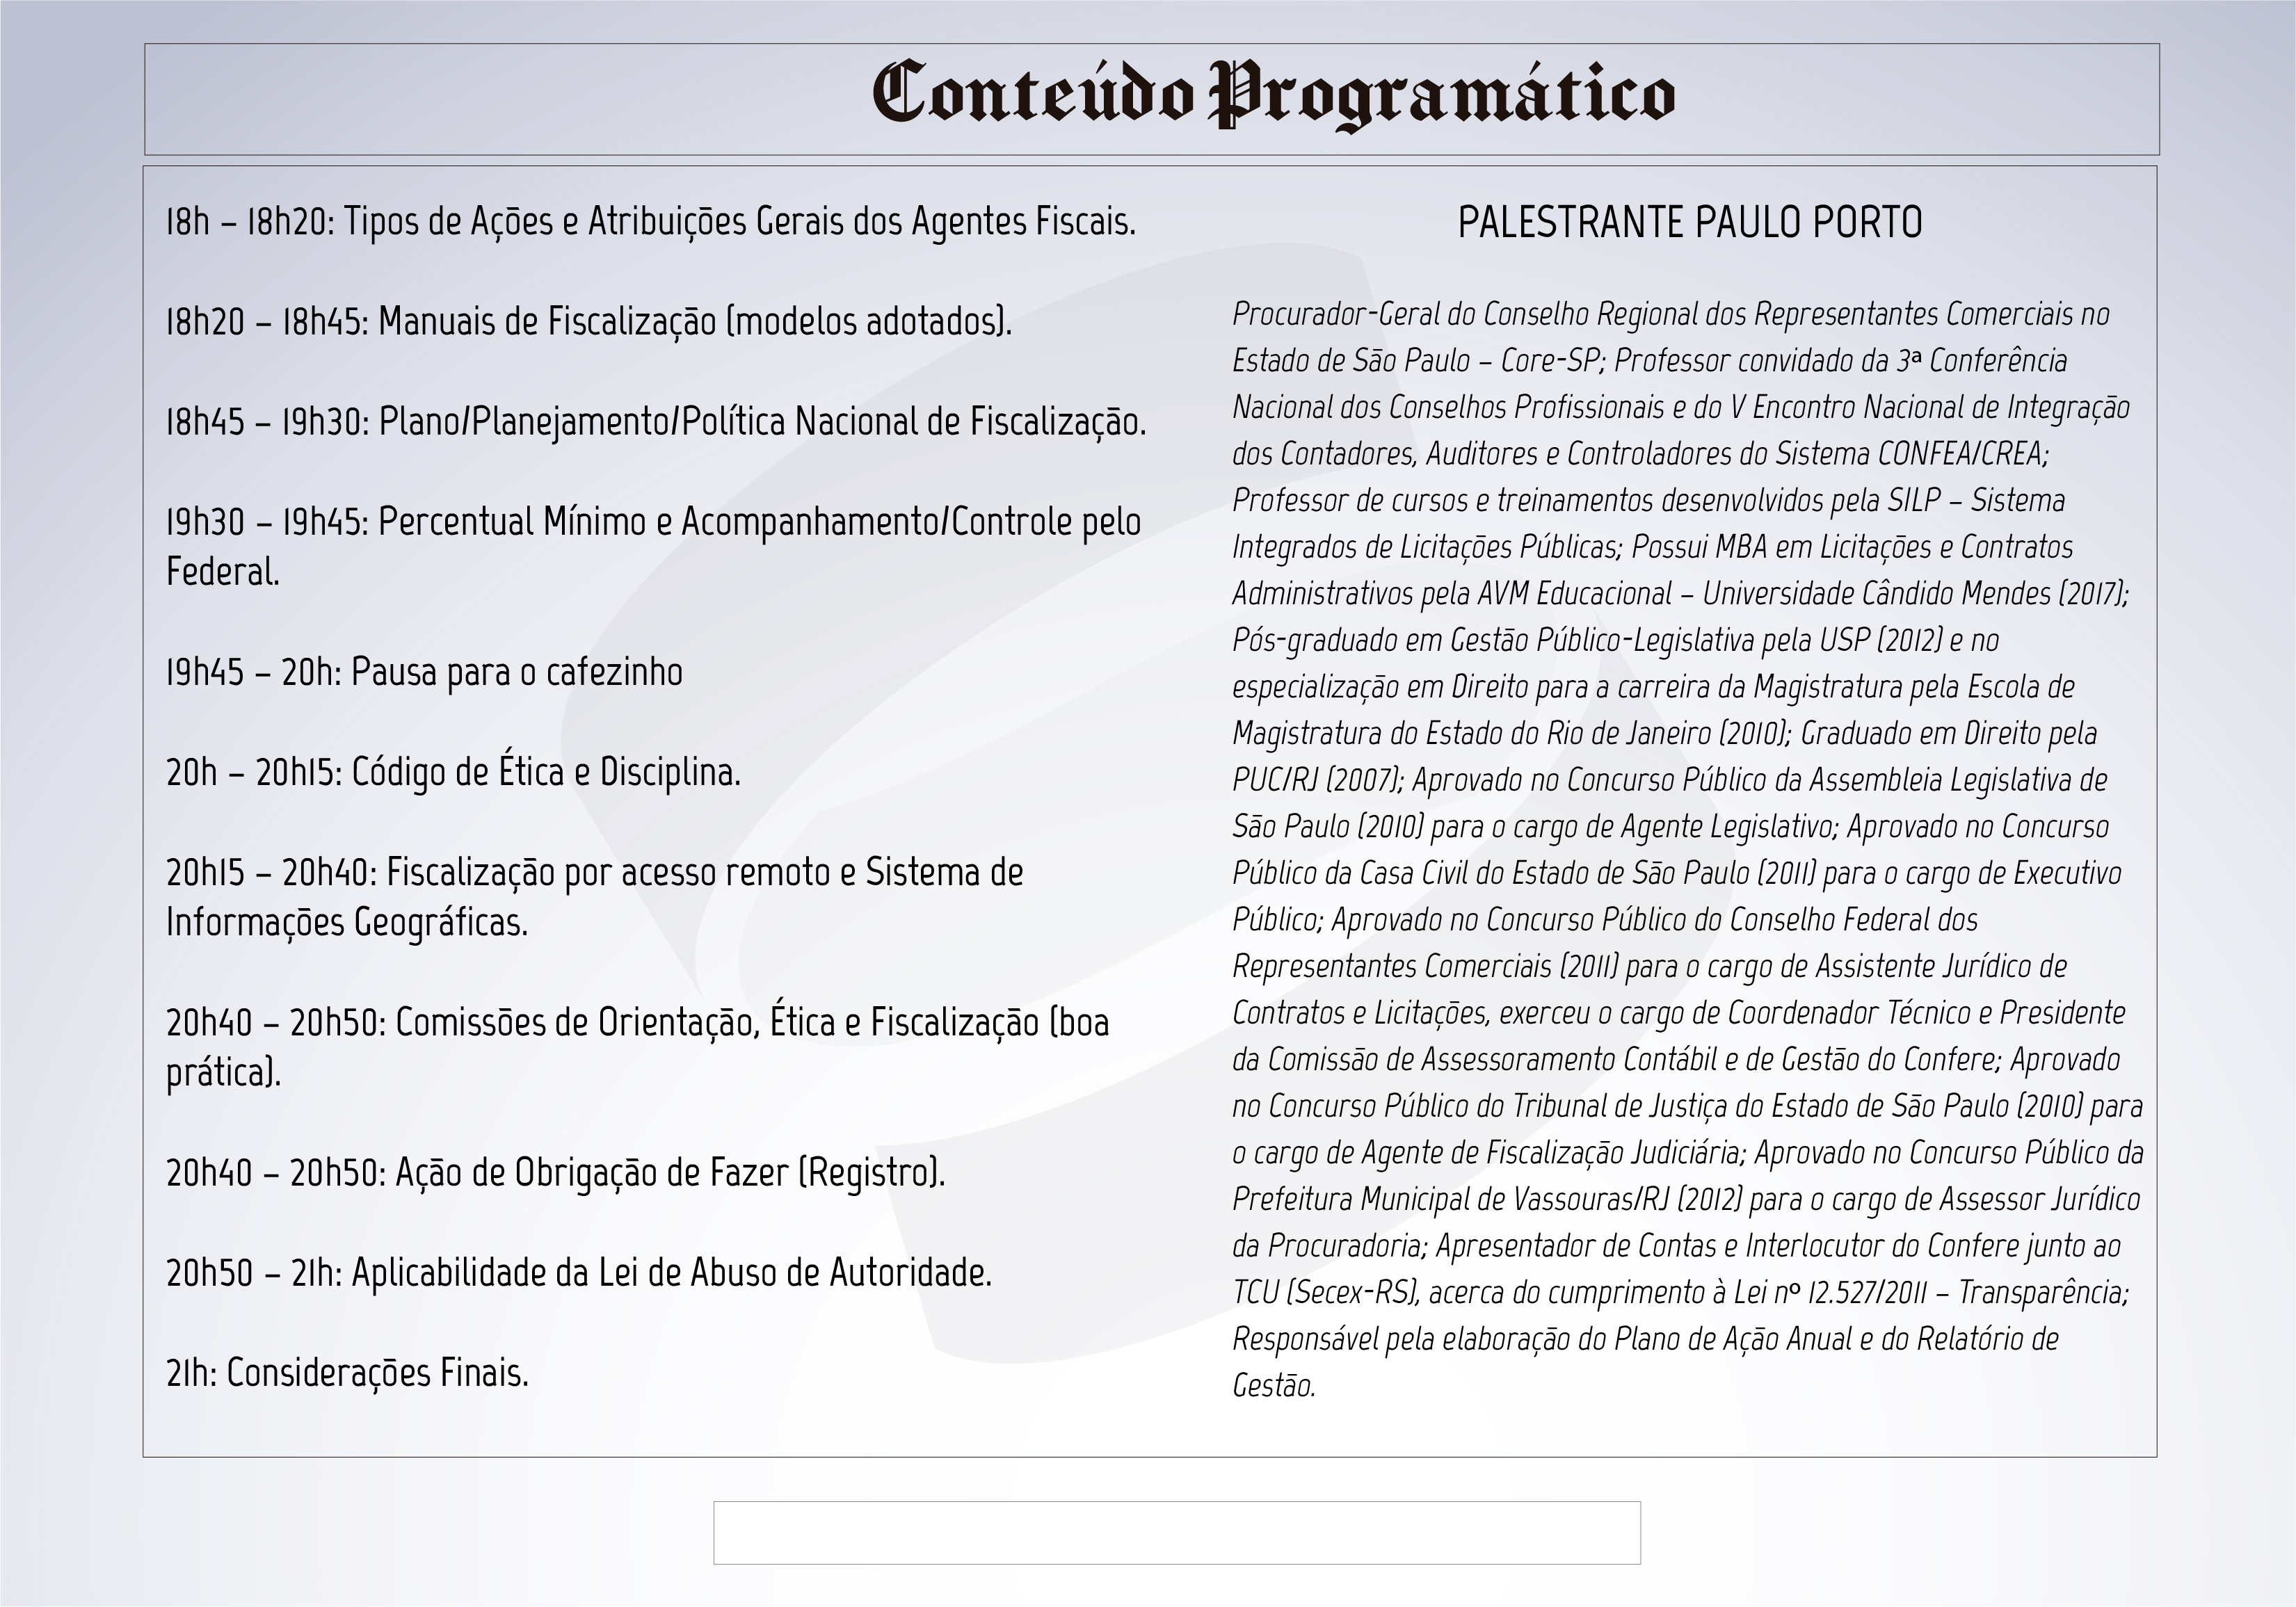 Conteúdo Programático
18h – 18h20: Tipos de Ações e Atribuições Gerais dos Agentes Fiscais.
18h20 – 18h45: Manuais de Fiscalização (modelos adotados).
18h45 – 19h30: Plano/Planejamento/Política Nacional de Fiscalização.
19h30 – 19h45: Percentual Mínimo e Acompanhamento/Controle pelo
Federal.
19h45 – 20h: Pausa para o cafezinho
20h – 20h15: Código de Ética e Disciplina.
20h15 – 20h40: Fiscalização por acesso remoto e Sistema de
Informações Geográficas.
20h40 – 20h50: Comissões de Orientação, Ética e Fiscalização (boa
prática).
20h40 – 20h50: Ação de Obrigação de Fazer (Registro).
20h50 – 21h: Aplicabilidade da Lei de Abuso de Autoridade.
21h: Considerações Finais.
PALESTRANTE PAULO PORTO
Procurador-Geral do Conselho Regional dos Representantes Comerciais no
Estado de São Paulo – Core-SP; Professor convidado da 3ª Conferência
Nacional dos Conselhos Profissionais e do V Encontro Nacional de Integração
dos Contadores, Auditores e Controladores do Sistema CONFEA/CREA;
Professor de cursos e treinamentos desenvolvidos pela SILP – Sistema
Integrados de Licitações Públicas; Possui MBA em Licitações e Contratos
Administrativos pela AVM Educacional – Universidade Cândido Mendes (2017);
Pós-graduado em Gestão Público-Legislativa pela USP (2012) e no
especialização em Direito para a carreira da Magistratura pela Escola de
Magistratura do Estado do Rio de Janeiro (2010); Graduado em Direito pela
PUC/RJ (2007); Aprovado no Concurso Público da Assembleia Legislativa de
São Paulo (2010) para o cargo de Agente Legislativo; Aprovado no Concurso
Público da Casa Civil do Estado de São Paulo (2011) para o cargo de Executivo
Público; Aprovado no Concurso Público do Conselho Federal dos
Representantes Comerciais (2011) para o cargo de Assistente Jurídico de
Contratos e Licitações, exerceu o cargo de Coordenador Técnico e Presidente
da Comissão de Assessoramento Contábil e de Gestão do Confere; Aprovado
no Concurso Público do Tribunal de Justiça do Estado de São Paulo (2010) para
o cargo de Agente de Fiscalização Judiciária; Aprovado no Concurso Público da
Prefeitura Municipal de Vassouras/RJ (2012) para o cargo de Assessor Jurídico
da Procuradoria; Apresentador de Contas e Interlocutor do Confere junto ao
TCU (Secex-RS), acerca do cumprimento à Lei nº 12.527/2011 – Transparência;
Responsável pela elaboração do Plano de Ação Anual e do Relatório de
Gestão.